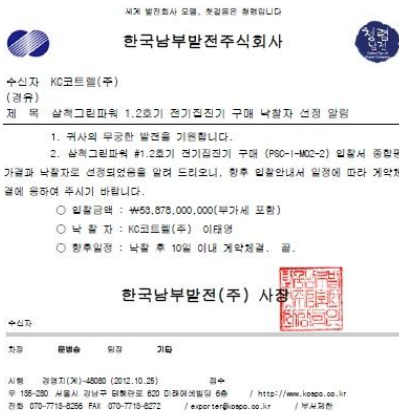 세계 발전회사 모델, 첫걸음은 청렴입니다
한국남부발전주식회사
청렴
남전
수신자 KC코트렐(주)
(경유)
제 목 삼척그린파워 1.2호기 전기집진기 구매 낙찰자 선정 알림
1. 귀사의 무궁한 발전을 기원합니다.
2. 삼척그린파워 #1.2호기 전기집진기 구매 (PSC-I-M02-2) 입찰서 종합평
가결과 낙찰자로 선정되었음을 알려 드리오니, 향후 입찰안내서 일정에 따라 계약체
결에 응하여 주시기 바랍니다.
○ 입찰금액 : ₩53,878,000,000(부가세 포함)
○ 낙 찰 자 : KC코트렐(주) 이태영
○ 향후일정 : 낙찰 후 10일 이내 계약체결. 끝.
한국남부발전(주) 사장
수신자
차장 팀장 기탁
시행 경영지(계)-48080 (2012.10.25) 접수
우 135-280 서울시 강남구 테헤란로 620 미래에셋빌딩 6층 / http://www.kospo.co.kr
전화 070-7713-8256 FAX 070-7713-8272 / exporter@kospo.co.kr / 부서제한